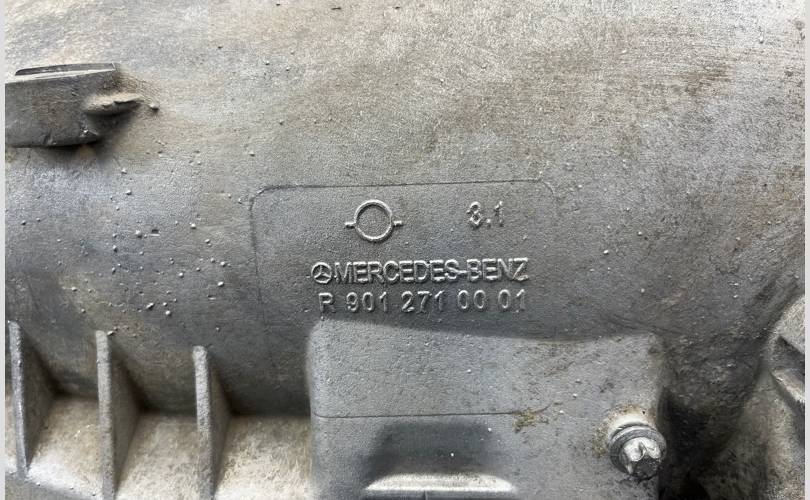 3.1
MERCEDES-BENZ
R 901 271 00 01